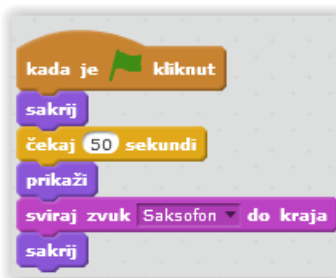 kada je kliknut
sakrij
čekaj 50 sekundi
prikaži
sviraj zvuk Saksofon do kraja
sakrij